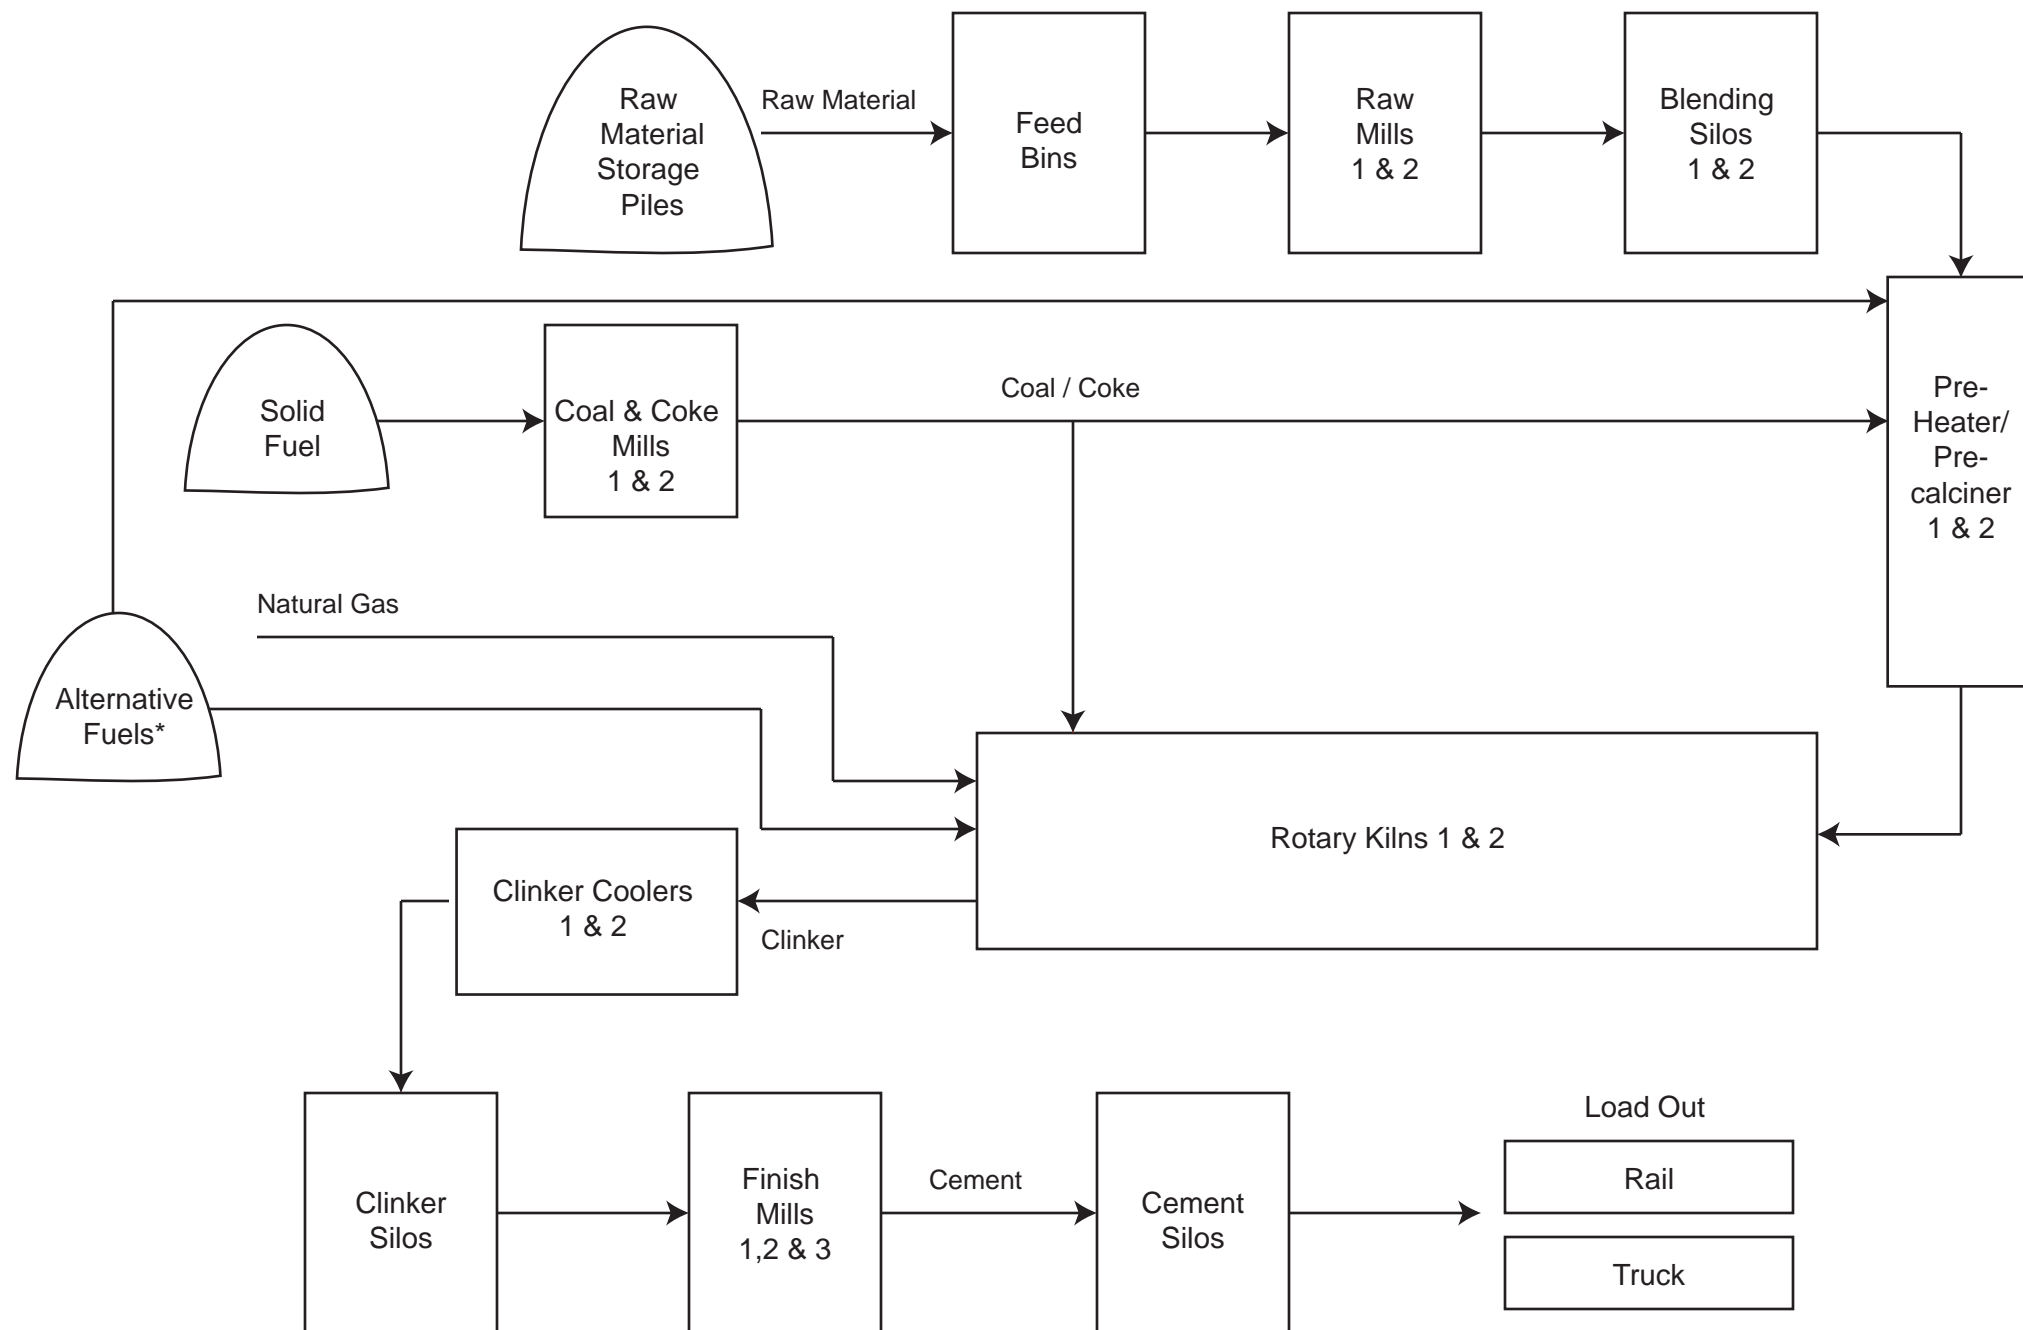 Raw
Material
Storage
Piles
Raw Material
Feed
Bins
Raw
Mills
1 & 2
Blending
Silos
1 & 2
Solid
Fuel
Coal & Coke
Mills
1 & 2
Coal / Coke
Pre-
Heater/
Pre-
calciner
1 & 2
Natural Gas
Alternative
Fuels*
Rotary Kilns 1 & 2
Clinker Coolers
1 & 2
Clinker
Clinker
Silos
Finish
Mills
1,2 & 3
Cement
Cement
Silos
Load Out
Rail
Truck